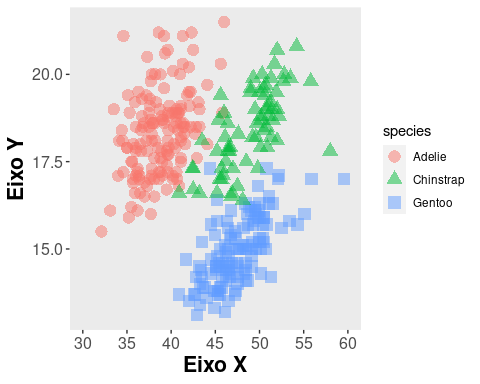 Eixo Y
20.0
17.5
15.0
30 35 40 45 50 55 60
Eixo X
species
Adelie
Chinstrap
Gentoo